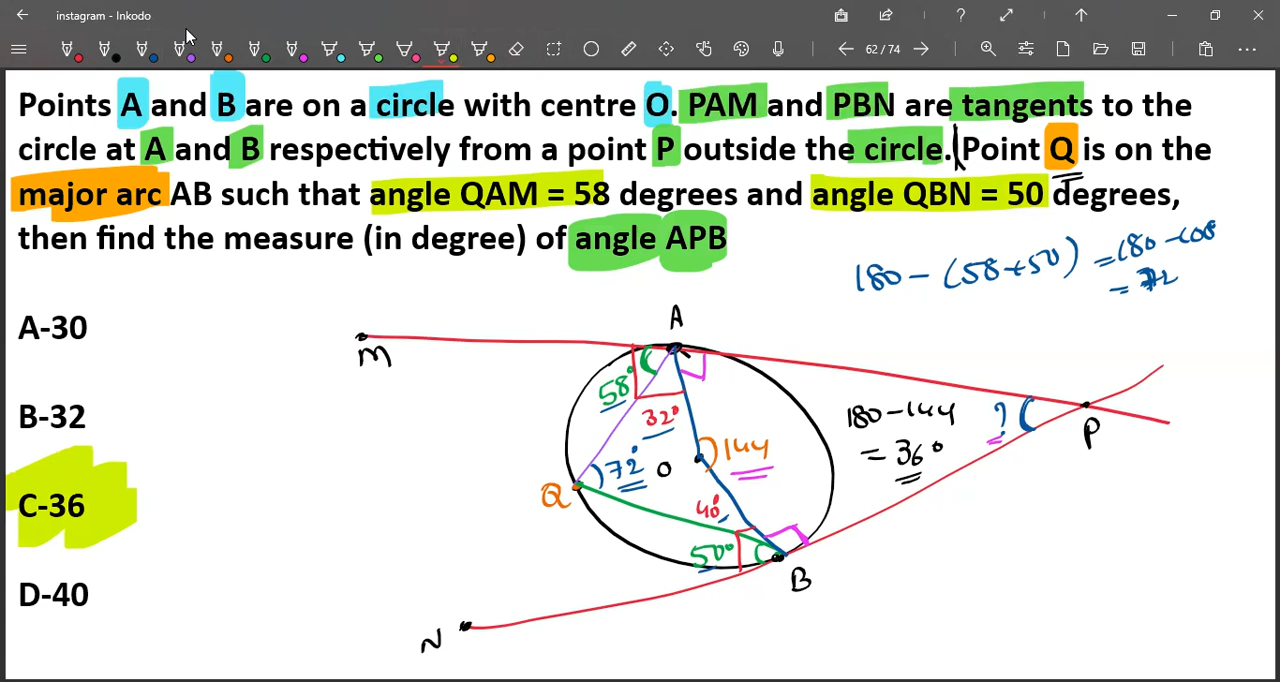 instagram - Inkodo
62 / 74
Points A and B are on a circle with centre O. PAM and PBN are tangents to the
circle at A and B respectively from a point P outside the circle. Point Q is on the
major arc AB such that angle QAM = 58 degrees and angle QBN = 50 degrees,
then find the measure (in degree) of angle APB
180 - (58+50) = 180 - 108
= 72
A-30
B-32
C-36
D-40
A
M
58°
32°
180-144
= 36°
?
P
144
72°
O
Q
40°
50°
B
N